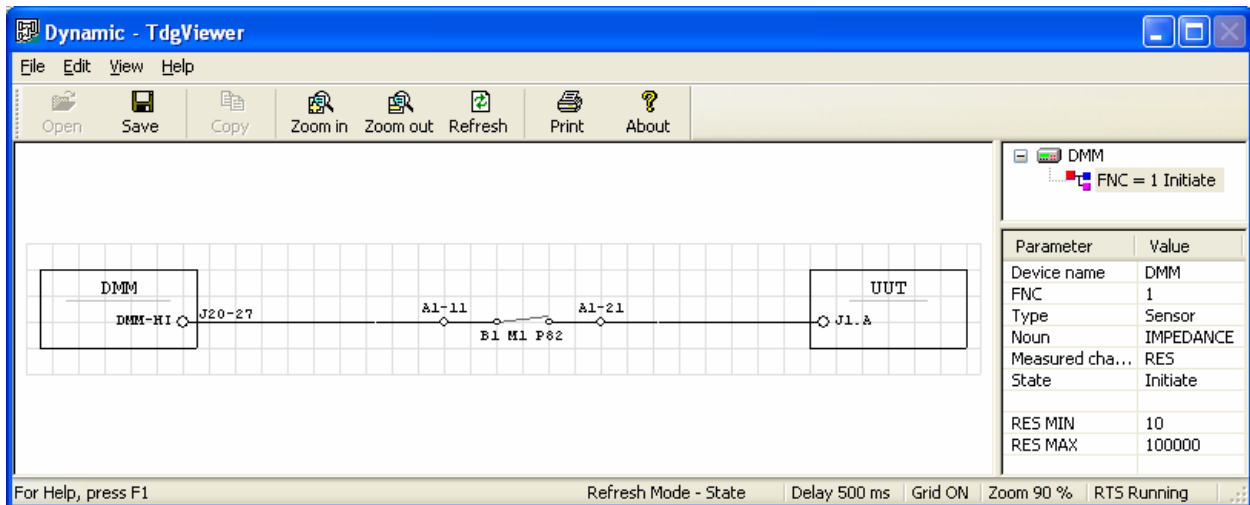 Dynamic - TdgViewer
File Edit View Help
Open Save Copy Zoom in Zoom out Refresh Print About
DMM
FNC = 1 Initiate
DMM
DMM-HI
J20-27
A1-11
B1 M1 P82
A1-21
UUT
J1.A
Parameter Value
Device name DMM
FNC 1
Type Sensor
Noun IMPEDANCE
Measured cha... RES
State Initiate
RES MIN 10
RES MAX 100000
For Help, press F1 Refresh Mode - State Delay 500 ms Grid ON Zoom 90 % RTS Running